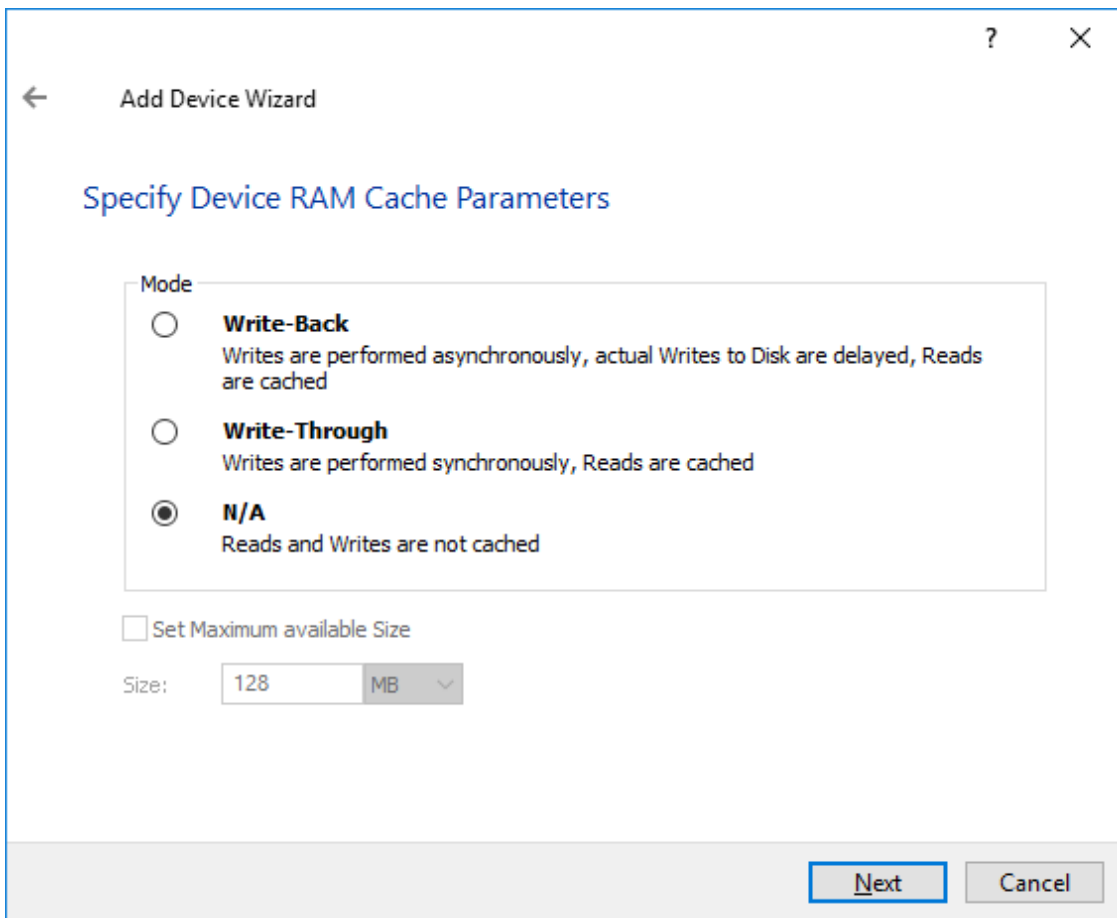 ?
Add Device Wizard
Specify Device RAM Cache Parameters
Mode
Write-Back
Writes are performed asynchronously, actual Writes to Disk are delayed, Reads
are cached
Write-Through
Writes are performed synchronously, Reads are cached
N/A
Reads and Writes are not cached
Set Maximum available Size
Size: 128 MB
Next Cancel